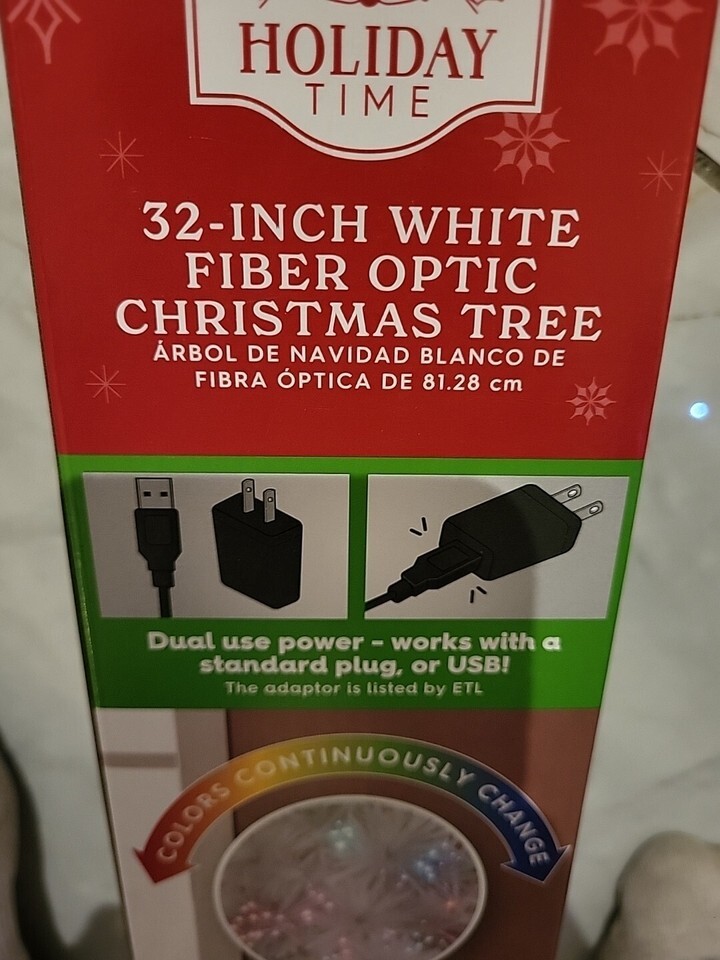 HOLIDAY
TIME
32-INCH WHITE
FIBER OPTIC
CHRISTMAS TREE
ÁRBOL DE NAVIDAD BLANCO DE
FIBRA ÓPTICA DE 81.28 cm
Dual use power - works with a
standard plug, or USB!
The adaptor is listed by ETL
COLORS CONTINUOUSLY CHANGE